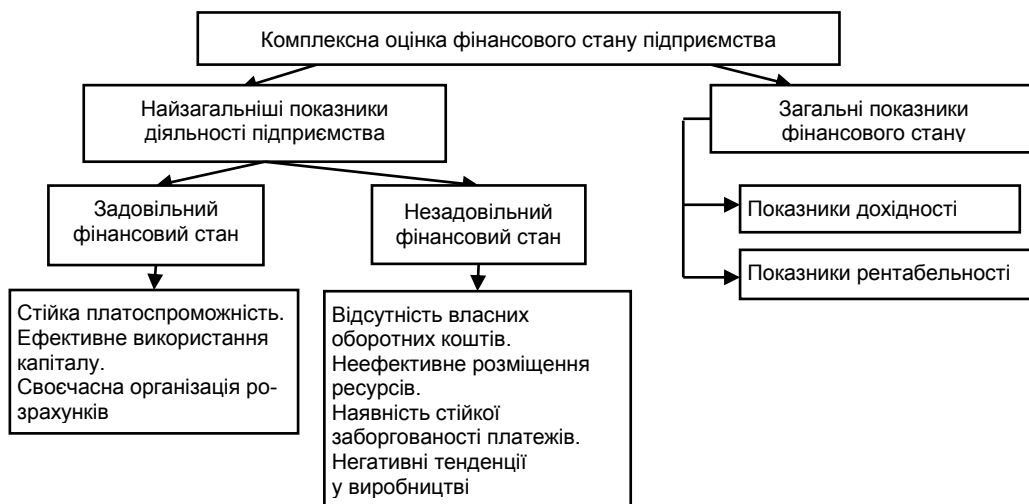 Комплексна оцінка фінансового стану підприємства
Найзагальніші показники
діяльності підприємства
Загальні показники
фінансового стану
Задовільний
фінансовий стан
Незадовільний
фінансовий стан
Показники дохідності
Показники рентабельності
Стійка платоспроможність.
Ефективне використання
капіталу.
Своєчасна організація ро-
зрахунків
Відсутність власних
оборотних коштів.
Неефективне розміщення
ресурсів.
Наявність стійкої
заборгованості платежів.
Негативні тенденції
у виробництві